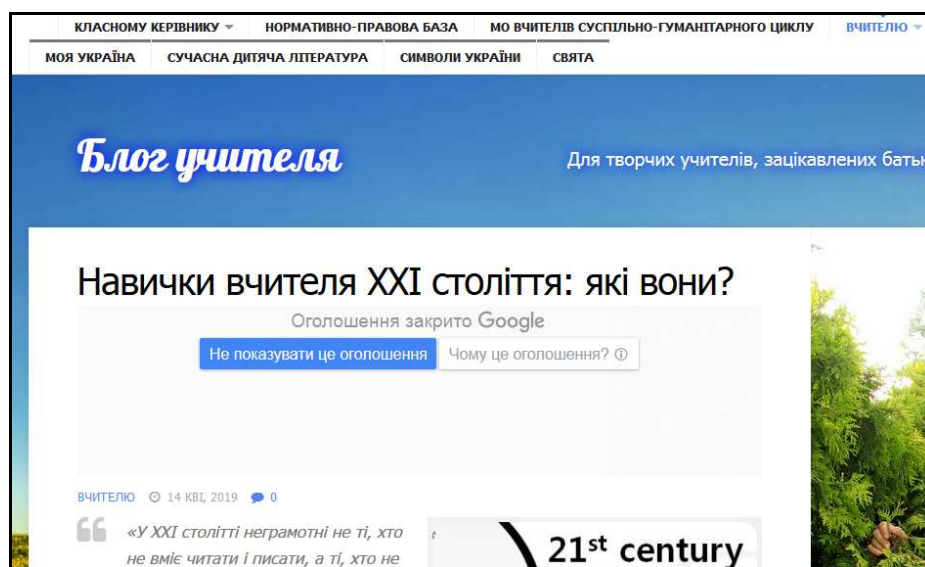 КЛАСНОМУ КЕРІВНИКУ НОРМАТИВНО-ПРАВОВА БАЗА МО ВЧИТЕЛІВ СУСПІЛЬНО-ГУМАНІТАРНОГО ЦИКЛУ ВЧИТЕЛЮ
МОЯ УКРАЇНА СУЧАСНА ДИТЯЧА ЛІТЕРАТУРА СИМВОЛИ УКРАЇНИ СВЯТА
Блог учителя
Для творчих учителів, зацікавлених батьк
Навички вчителя XXI століття: які вони?
Оголошення закрито Google
Не показувати це оголошення Чому це оголошення?
ВЧИТЕЛЮ 14 КВІ, 2019 0
«У XXI столітті неграмотні не ті, хто
не вміє читати і писати, а ті, хто не
21st century